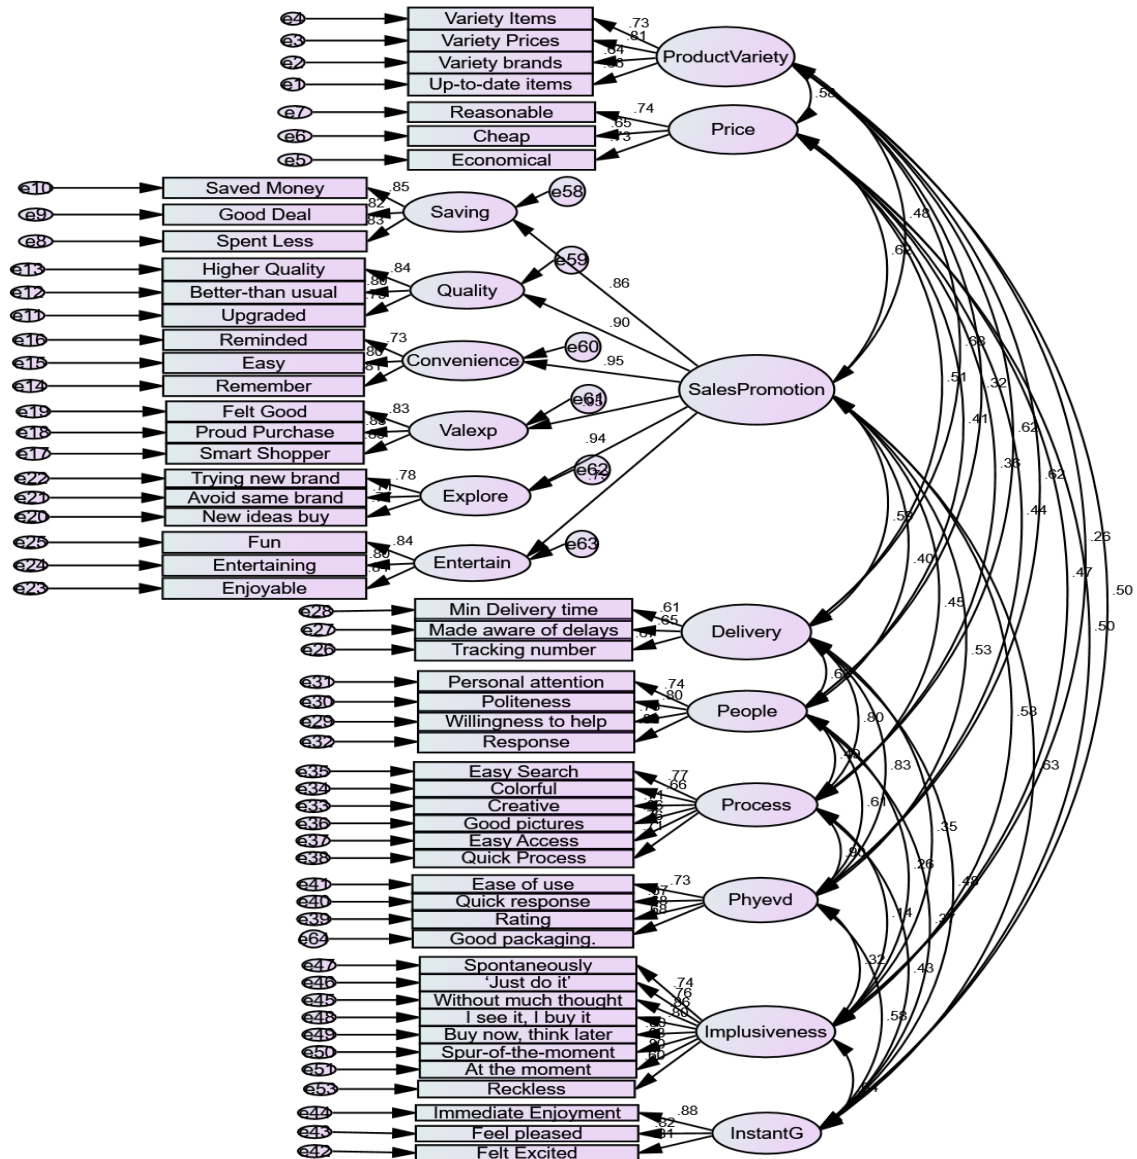 e4 Variety Items .73
e3 Variety Prices .81 ProductVariety
e2 Variety brands .64
e1 Up-to-date items
.58
e7 Reasonable .74
e6 Cheap .65 Price
e5 Economical .73
e10 Saved Money .85 e58
e9 Good Deal .82 Saving
e8 Spent Less .83
.48
.62
e13 Higher Quality .84 e59
e12 Better-than usual .80 Quality .86
e11 Upgraded
.90
e16 Reminded .73 e60
e15 Easy .80 Convenience .95
e14 Remember .81 SalesPromotion
.68 .32
.51
e19 Felt Good .83 e61
e18 Proud Purchase Valexp
e17 Smart Shopper
.41 .62
.94
e22 Trying new brand .78 e62
e21 Avoid same brand Explore
e20 New ideas buy
.36 .62
.44
e25 Fun .84 e63
e24 Entertaining .80 Entertain
e23 Enjoyable
.26
.40 .47 .50
.45 .50
e28 Min Delivery time .61
e27 Made aware of delays .65 Delivery
e26 Tracking number
.53
e31 Personal attention .74
e30 Politeness .80 People
e29 Willingness to help
e32 Response
.80 .58
.83 .63
e35 Easy Search .77
e34 Colorful .66
e33 Creative Process
e36 Good pictures
e37 Easy Access
e38 Quick Process
.61 .35
.90 .26
e41 Ease of use .73
e40 Quick response Phyevd
e39 Rating
e64 Good packaging. .68
.48
.14
.32 .43
e47 Spontaneously .74
e46 ‘Just do it’ .76
e45 Without much thought
e48 I see it, I buy it .80
e49 Buy now, think later Implusiveness
e50 Spur-of-the-moment
e51 At the moment .60
e53 Reckless
.58
e44 Immediate Enjoyment .88
e43 Feel pleased .82 InstantG
e42 Felt Excited .81